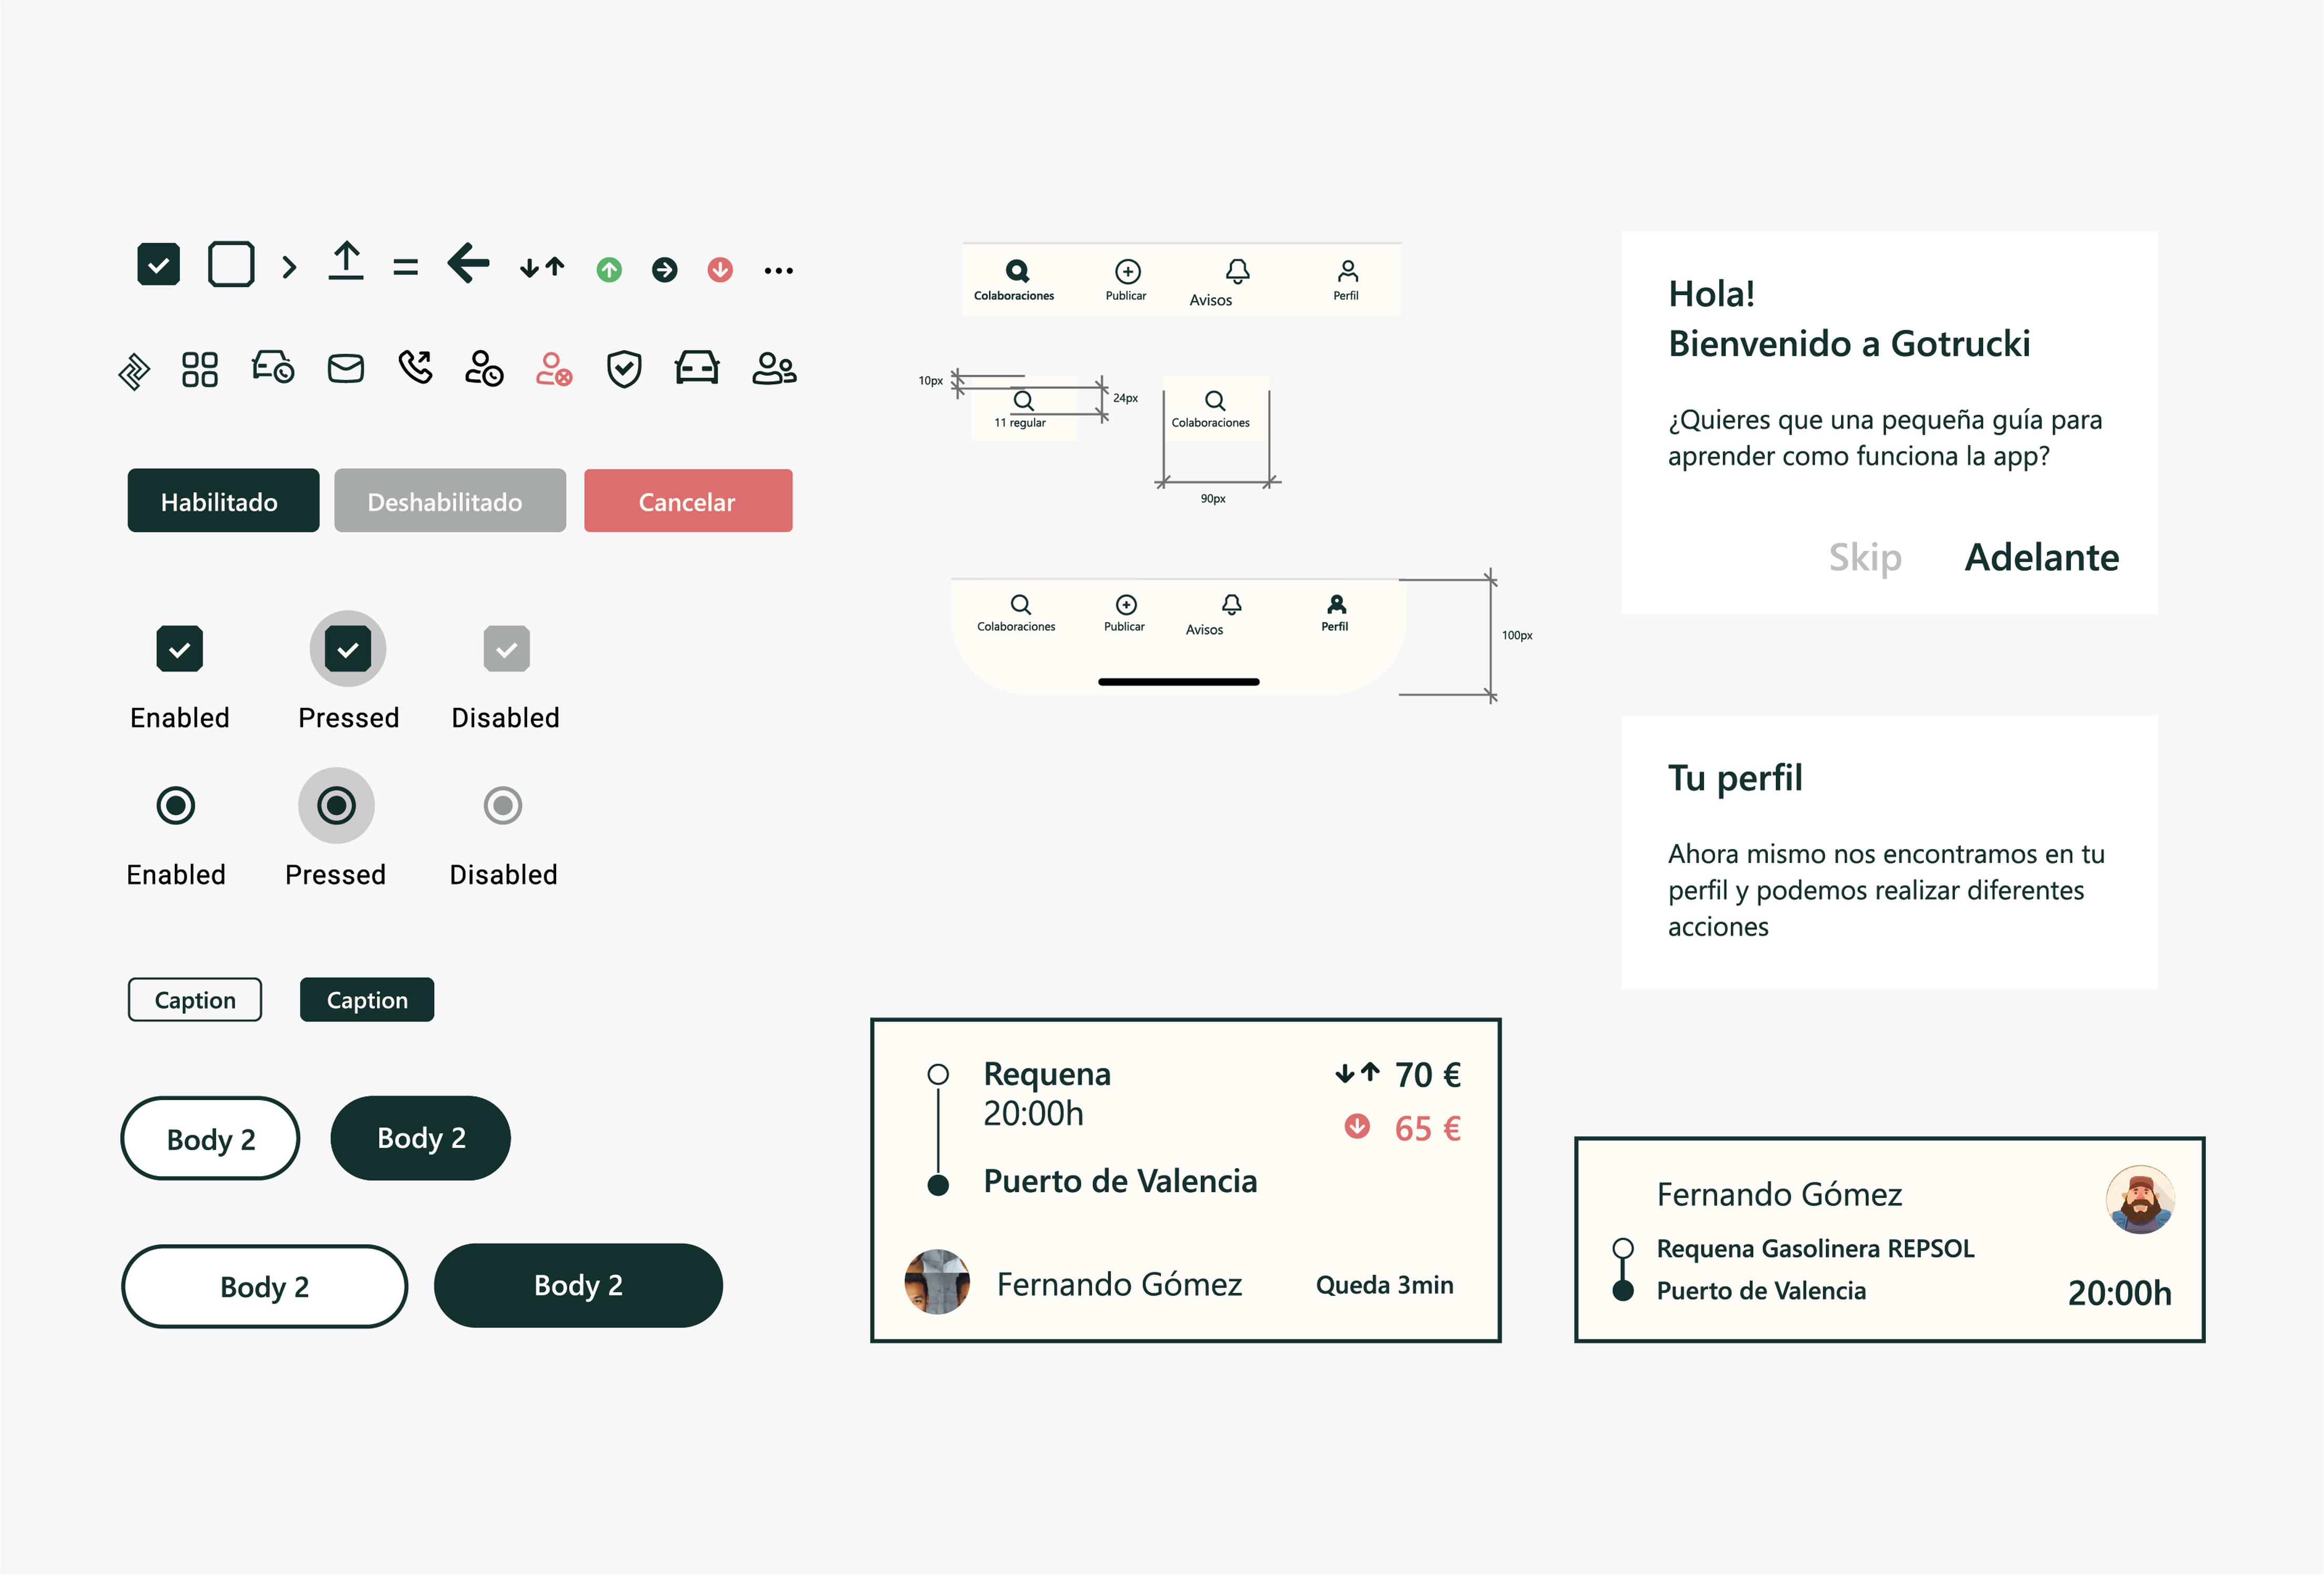 Habilitado
Deshabilitado
Cancelar
Enabled
Pressed
Disabled
Enabled
Pressed
Disabled
Caption
Caption
Body 2
Body 2
Body 2
Body 2
Colaboraciones
Publicar
Avisos
Perfil
10px
11 regular
24px
Colaboraciones
90px
Colaboraciones
Publicar
Avisos
Perfil
100px
Requena
20:00h
Puerto de Valencia
70 €
65 €
Fernando Gómez
Queda 3min
Hola!
Bienvenido a Gotrucki
¿Quieres que una pequeña guía para
aprender como funciona la app?
Skip
Adelante
Tu perfil
Ahora mismo nos encontramos en tu
perfil y podemos realizar diferentes
acciones
Fernando Gómez
Requena Gasolinera REPSOL
Puerto de Valencia
20:00h